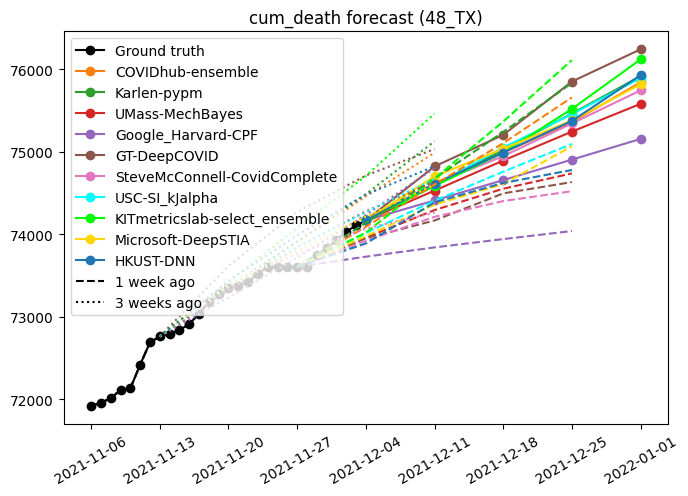 cum_death forecast (48_TX)
76000
75000
74000
73000
72000
Ground truth
COVIDhub-ensemble
Karlen-pypm
UMass-MechBayes
Google_Harvard-CPF
GT-DeepCOVID
SteveMcConnell-CovidComplete
USC-SI_kJalpha
KITmetricslab-select_ensemble
Microsoft-DeepSTIA
HKUST-DNN
1 week ago
3 weeks ago
2021-11-06
2021-11-13
2021-11-20
2021-11-27
2021-12-04
2021-12-11
2021-12-18
2021-12-25
2022-01-01